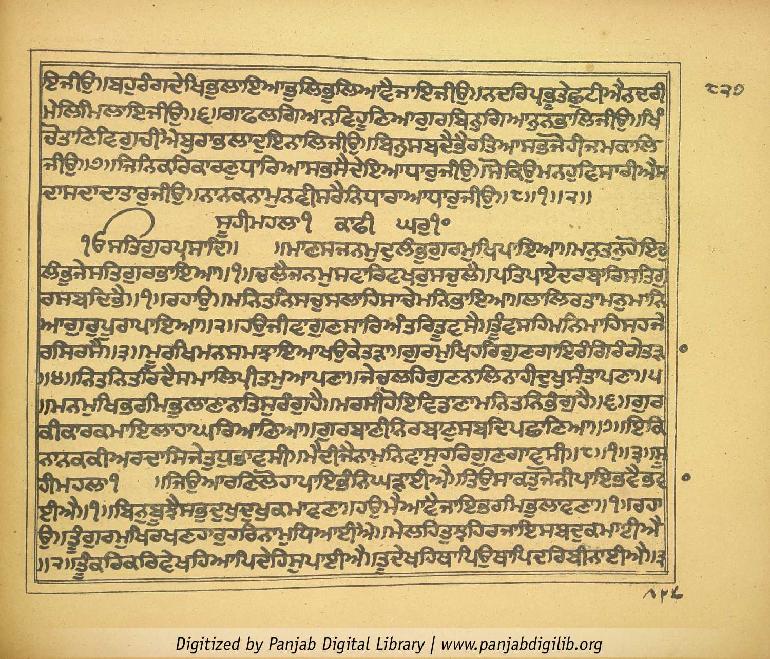 ਇਜੀਉ॥ਬਹੁਰੰਗਦੇਖਿਭੁਲਾਇਆਭੁਲਿਭੁਲਿਆਵੈਜਾਇਜੀਉ॥ਨਦਰਿਪ੍ਰਭੂਤੇਛੁਟੀਐਨਦਰੀ ੮੨੭
ਮੇਲਿਮਿਲਾਇਜੀਉ॥੬॥ਗਾਫਲਗਿਆਨਵਿਹੂਣਿਆਗੁਰਬਿਨੁਗਿਆਨੁਨਭਾਲਿਜੀਉ॥ਖਿੰ
ਚੋਤਾਣਿਵਿਗੁਚੀਐਬੁਰਾਭਲਾਦੁਇਨਾਲਿਜੀਉ॥ਬਿਨੁਸਬਦੈਭੈਰਤਿਆਸਭਜੋਹੀਜਮਕਾਲਿ
ਜੀਉ॥੭॥ਜਿਨਿਕਰਿਕਾਰਣੁਧਾਰਿਆਸਭਸੈਦੇਇਆਧਾਰੁਜੀਉ॥ਸੋਕਿਉਮਨਹੁਵਿਸਾਰੀਐਸ
ਦਾਸਦਾਦਾਤਾਰੁਜੀਉ॥ਨਾਨਕਨਾਮੁਨਵੀਸਰੈਨਿਧਾਰਾਆਧਾਰੁਜੀਉ॥੮॥੧॥੨॥
ਸੂਹੀਮਹਲਾ੧ ਕਾਫੀ ਘਰੁ੧੦
ੴਸਤਿਗੁਰਪ੍ਰਸਾਦਿ॥ ॥ਮਾਣਸਜਨਮੁਦੁਲੰਭੁਗੁਰਮੁਖਿਪਾਇਆ॥ਮਨੁਤਨੁਹੋਇਚੁ
ਲੰਭੁਜੇਸਤਿਗੁਰਭਾਇਆ॥੧॥ਚਲੈਜਨਮੁਸਵਾਰਿਵਖਰੁਸਚੁਲੈ॥ਪਤਿਪਾਏਦਰਬਾਰਿਸਤਿਗੁ
ਰਸਬਦਿਭੈ॥੧॥ਰਹਾਉ॥ਮਨਿਤਨਿਸਚੁਸਲਾਹਿਸਾਚੇਮਨਿਭਾਇਆ॥ਲਾਲਿਰਤਾਮਨੁਮਾਨਿ
ਆਗੁਰੁਪੂਰਾਪਾਇਆ॥੨॥ਹਉਜੀਵਾਗੁਣਸਾਰਿਅੰਤਰਿਤੂਵਸੈ॥ਤੂੰਵਸਹਿਮਨਮਾਹਿਸਹਜੇ
ਰਸਿਰਸੈ॥੩॥ਮੂਰਖਮਨਸਮਝਾਇਆਖਉਕੇਤੜਾ॥ਗੁਰਮੁਖਿਹਰਿਗੁਣਗਾਇਰੰਗਿਰੰਗੇਤੜਾ
॥੪॥ਨਿਤਨਿਤਰਿਦੈਸਮਾਲਿਪ੍ਰੀਤਮੁਆਪਣਾ॥ਜੇਚਲਹਿਗੁਣਨਾਲਿਨਾਹੀਦੁਖੁਸੰਤਾਪਣਾ॥੫
॥ਮਨਮੁਖਭਰਮਿਭੁਲਾਣਾਨਾਤਿਸੁਰੰਗੁਹੈ॥ਮਰਸੀਹੋਇਵਿਡਾਣਾਮਨਿਤਨਿਭੰਗੁਹੈ॥੬॥ਗੁਰ
ਕੀਕਾਰਕਮਾਇਲਾਹਾਘਰਿਆਣਿਆ॥ਗੁਰਬਾਣੀਨਿਰਬਾਣੁਸਬਦਿਪਛਾਣਿਆ॥੭॥ਇਕ
ਨਾਨਕਕੀਅਰਦਾਸਿਜੇਤੁਧੁਭਾਵਸੀ॥ਮੈਦੀਜੈਨਾਮਨਿਵਾਸੁਹਰਿਗੁਣਗਾਵਸੀ॥੮॥੧॥੩॥ਸੂ
ਹੀਮਹਲਾ੧ ॥ਜਿਉਆਰਣਿਲੋਹਾਪਾਇਭੰਨਿਘੜਾਈਐ॥ਤਿਉਸਾਕਤੁਜੋਨੀਪਾਇਭਵੈਭਵਾ
ਈਐ॥੧॥ਬਿਨੁਬੂਝੇਸਭੁਦੁਖੁਦੁਖੁਕਮਾਵਣਾ॥ਹਉਮੈਆਵੈਜਾਇਭਰਮਿਭੁਲਾਵਣਾ॥੧॥ਰਹਾ
ਉ॥ਤੂੰਗੁਰਮੁਖਿਰਖਣਹਾਰੁਹਰਿਨਾਮੁਧਿਆਈਐ॥ਮੇਲਹਿਤੁਝਹਿਰਜਾਇਸਬਦੁਕਮਾਈਐ
॥੨॥ਤੂੰਕਰਿਕਰਿਵੇਖਹਿਆਪਿਦੇਹਿਸੁਪਾਈਐ॥ਤੂਦੇਖਹਿਥਾਪਿਉਥਾਪਿਦਰਿਬੀਨਾਈਐ॥੩
Digitized by Panjab Digital Library | www.panjabdigilib.org